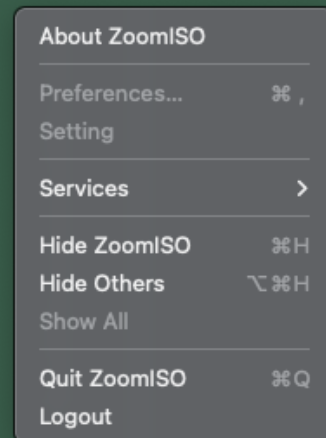 About ZoomISO
Preferences... ⌘ ,
Setting
Services
Hide ZoomISO ⌘H
Hide Others ⌥⌘H
Show All
Quit ZoomISO ⌘Q
Logout